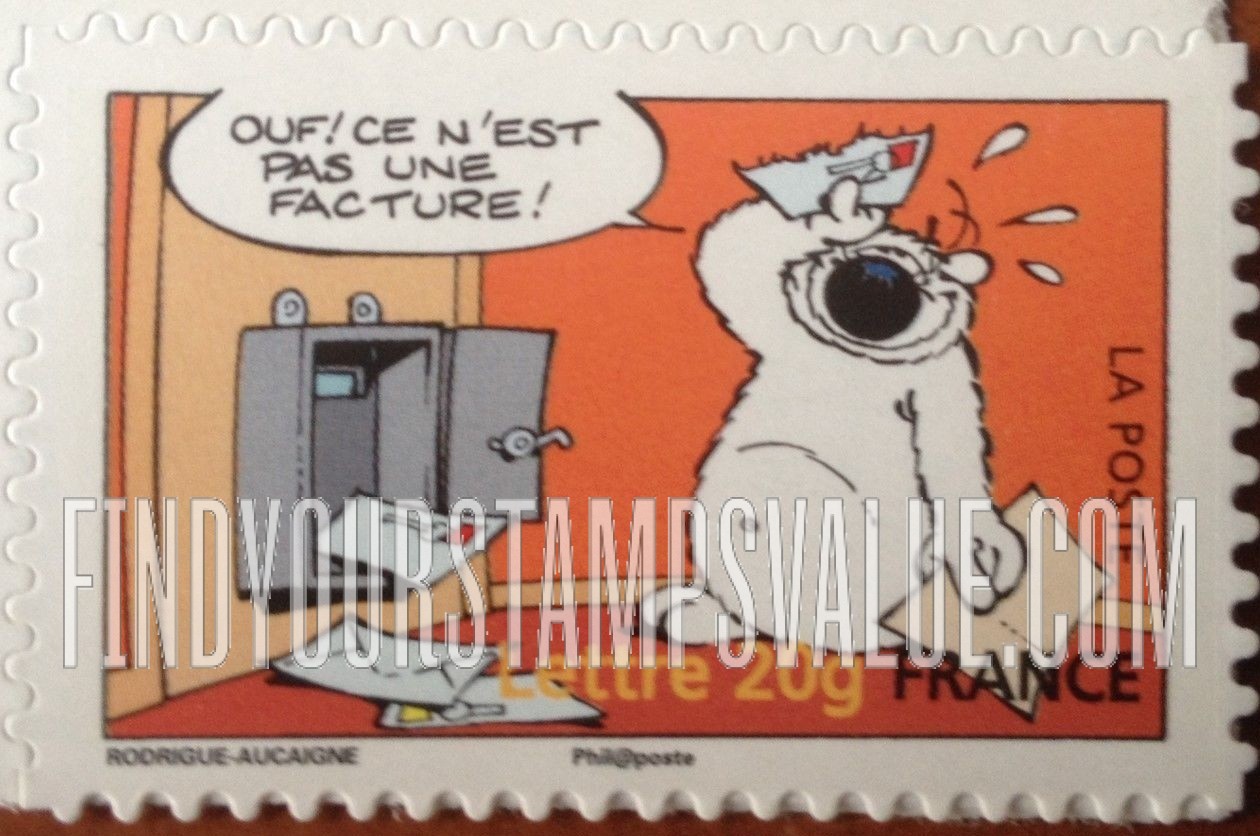 OUF! CE N'EST
PAS UNE
FACTURE!
LA POSTE
FINDYOURSTAMPSVALUE.COM
Lettre 20g FRANCE
RODRIGUE-AUCAIGNE
Phil@poste